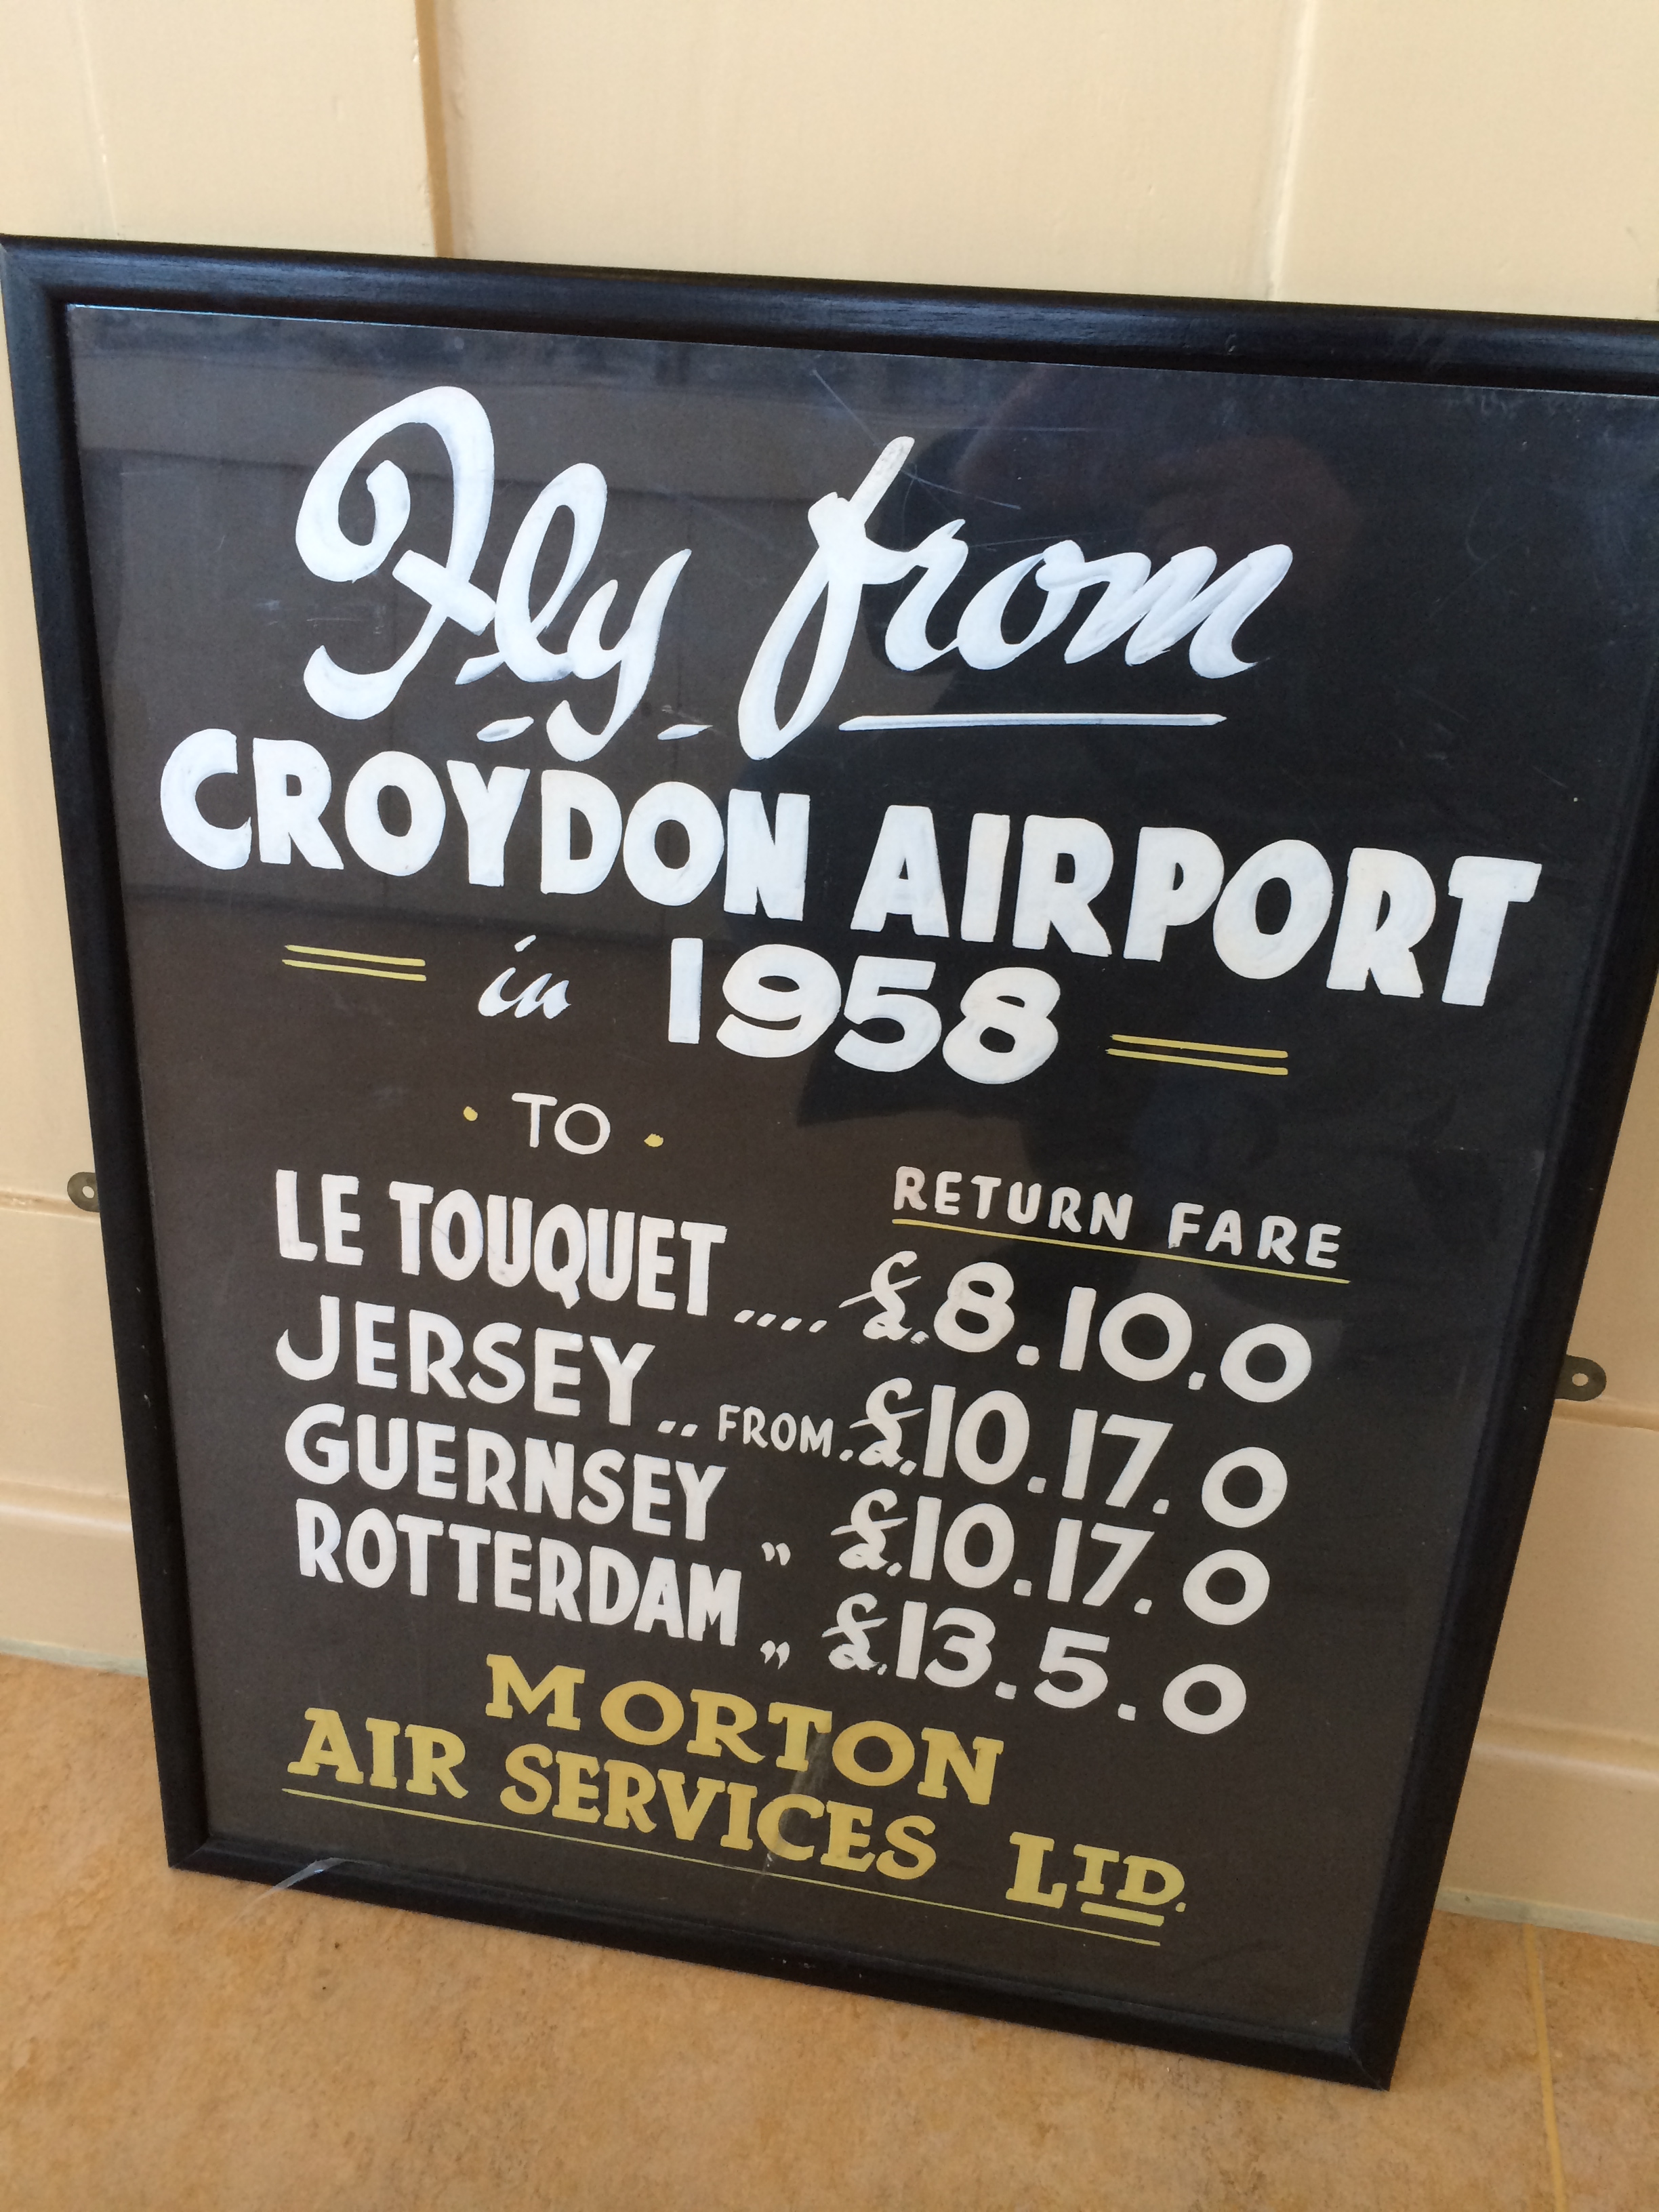 Fly from
CROYDON AIRPORT
in 1958
· TO ·
RETURN FARE
LE TOUQUET .... £8.10.0
JERSEY .. FROM. £10.17.0
GUERNSEY „ £10.17.0
ROTTERDAM „ £13.5.0
MORTON
AIR SERVICES LTD.